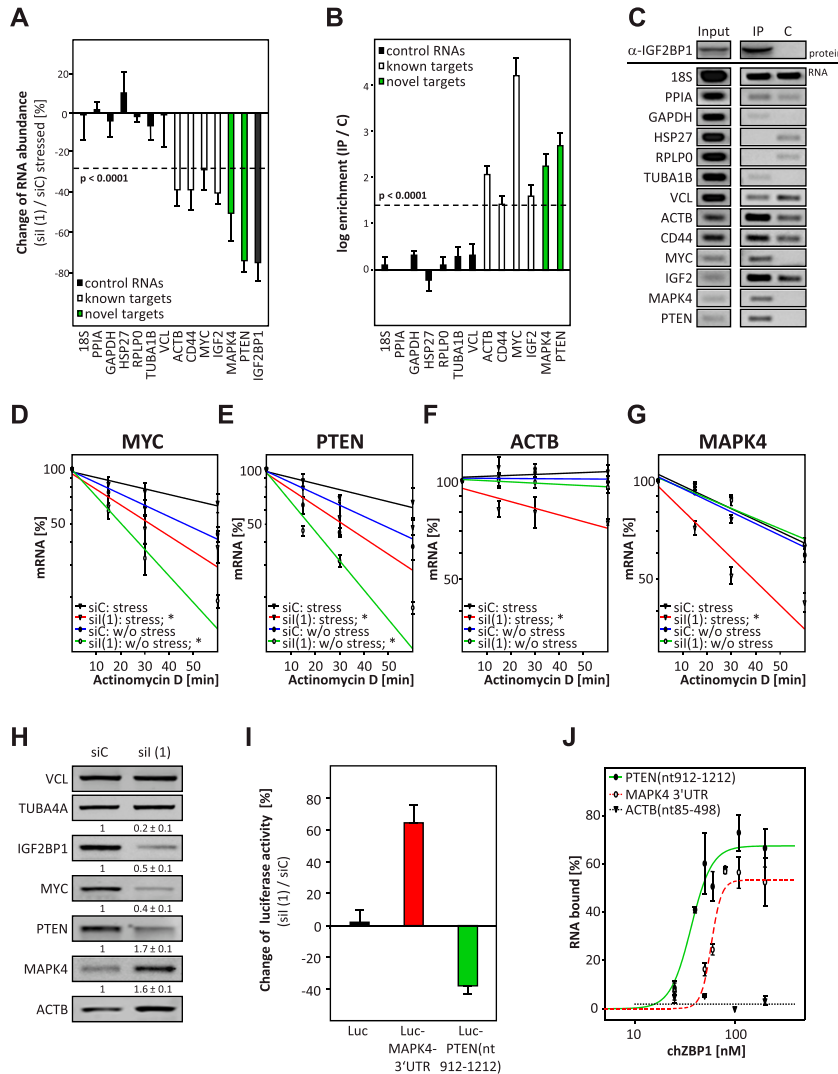 A
Change of RNA abundance
(siI (1) / siC) stressed [%]
20
0
-20
-40
-60
-80
p < 0.0001
control RNAs
known targets
novel targets
18S
PPIA
GAPDH
HSP27
RPLP0
TUBA1B
VCL
ACTB
CD44
MYC
IGF2
MAPK4
PTEN
IGF2BP1
B
log enrichment (IP / C)
4
3
2
1
0
-1
-2
control RNAs
known targets
novel targets
p < 0.0001
18S
PPIA
GAPDH
HSP27
RPLP0
TUBA1B
VCL
ACTB
CD44
MYC
IGF2
MAPK4
PTEN
C
Input IP C
α-IGF2BP1 protein
RNA
18S
PPIA
GAPDH
HSP27
RPLP0
TUBA1B
VCL
ACTB
CD44
MYC
IGF2
MAPK4
PTEN
D
MYC
mRNA [%]
100
50
siC: stress
siI(1): stress; *
siC: w/o stress
siI(1): w/o stress; *
10 20 30 40 50
Actinomycin D [min]
E
PTEN
mRNA [%]
100
50
siC: stress
siI(1): stress; *
siC: w/o stress
siI(1): w/o stress; *
10 20 30 40 50
Actinomycin D [min]
F
ACTB
mRNA [%]
100
50
siC: stress
siI(1): stress; *
siC: w/o stress
siI(1): w/o stress
10 20 30 40 50
Actinomycin D [min]
G
MAPK4
mRNA [%]
100
50
siC: stress
siI(1): stress; *
siC: w/o stress
siI(1): w/o stress
10 20 30 40 50
Actinomycin D [min]
H
siC siI (1)
VCL
TUBA4A
1 0.2 ± 0.1
IGF2BP1
1 0.5 ± 0.1
MYC
1 0.4 ± 0.1
PTEN
1 1.7 ± 0.1
MAPK4
1 1.6 ± 0.1
ACTB
I
Change of luciferase activity [%]
(siI (1) / siC)
80
60
40
20
0
-20
-40
Luc
Luc-
MAPK4-
3'UTR
Luc-
PTEN(nt
912-1212)
J
PTEN(nt912-1212)
MAPK4 3'UTR
ACTB(nt85-498)
RNA bound [%]
80
60
40
20
0
10 100
chZBP1 [nM]